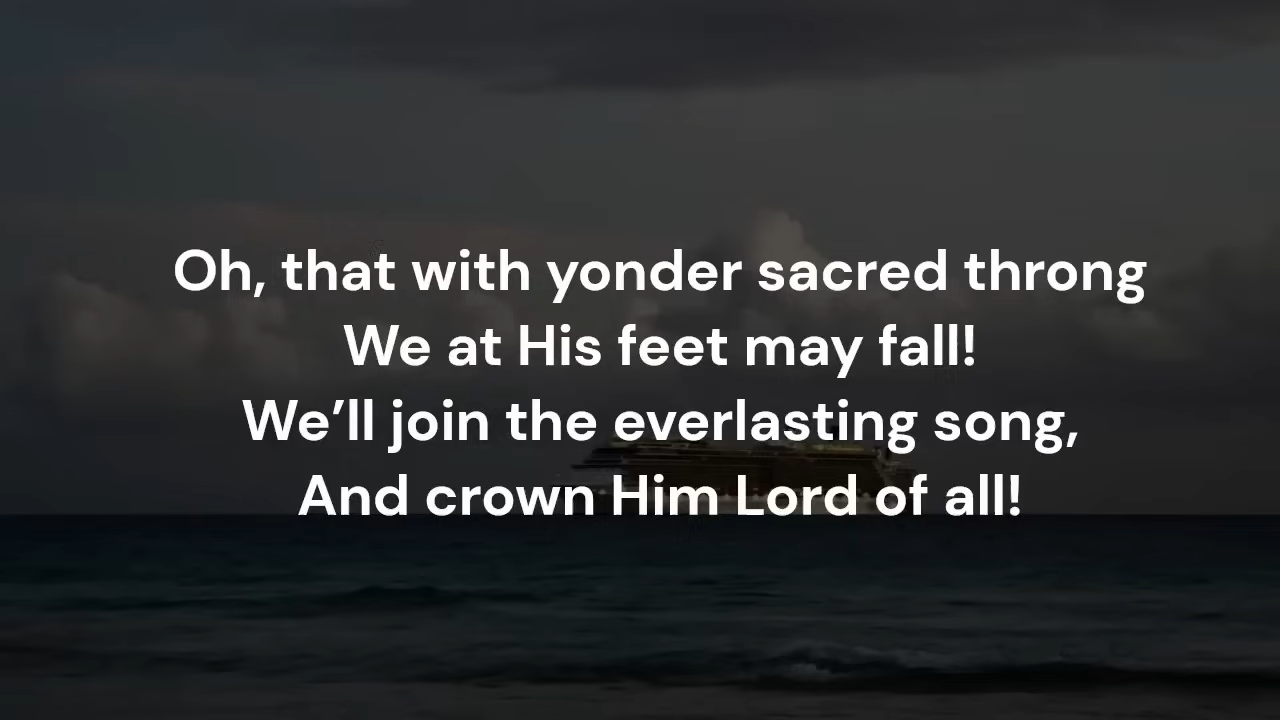 Oh, that with yonder sacred throng
We at His feet may fall!
We’ll join the everlasting song,
And crown Him Lord of all!